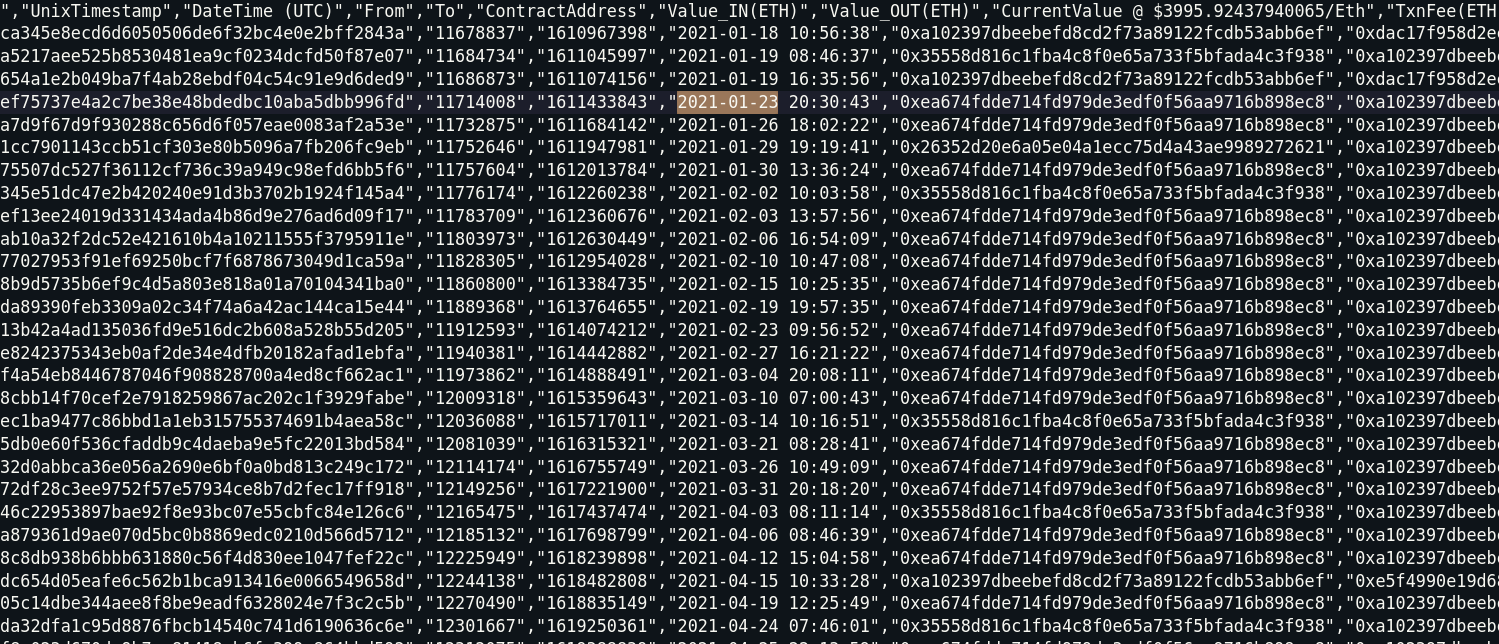 ","UnixTimestamp","DateTime (UTC)","From","To","ContractAddress","Value_IN(ETH)","Value_OUT(ETH)","CurrentValue @ $3995.92437940065/Eth","TxnFee(ETH
ca345e8ecd6d6050506de6f32bc4e0e2bff2843a","11678837","1610967398","2021-01-18 10:56:38","0xa102397dbeebefd8cd2f73a89122fcdb53abb6ef","0xdac17f958d2e
a5217aee525b8530481ea9cf0234dcfd50f87e07","11684734","1611045997","2021-01-19 08:46:37","0x35558d816c1fba4c8f0e65a733f5bfada4c3f938","0xa102397dbeeb
654a1e2b049ba7f4ab28ebdf04c54c91e9d6ded9","11686873","1611074156","2021-01-19 16:35:56","0xa102397dbeebefd8cd2f73a89122fcdb53abb6ef","0xdac17f958d2e
ef75737e4a2c7be38e48bdedbc10aba5dbb996fd","11714008","1611433843","2021-01-23 20:30:43","0xea674fdde714fd979de3edf0f56aa9716b898ec8","0xa102397dbeeb
a7d9f67d9f930288c656d6f057eae0083af2a53e","11732875","1611684142","2021-01-26 18:02:22","0xea674fdde714fd979de3edf0f56aa9716b898ec8","0xa102397dbeeb
1cc7901143ccb51cf303e80b5096a7fb206fc9eb","11752646","1611947981","2021-01-29 19:19:41","0x26352d20e6a05e04a1ecc75d4a43ae9989272621","0xa102397dbeeb
75507dc527f36112cf736c39a949c98efd6bb5f6","11757604","1612013784","2021-01-30 13:36:24","0xea674fdde714fd979de3edf0f56aa9716b898ec8","0xa102397dbeeb
345e51dc47e2b420240e91d3b3702b1924f145a4","11776174","1612260238","2021-02-02 10:03:58","0x35558d816c1fba4c8f0e65a733f5bfada4c3f938","0xa102397dbeeb
ef13ee24019d331434ada4b86d9e276ad6d09f17","11783709","1612360676","2021-02-03 13:57:56","0xea674fdde714fd979de3edf0f56aa9716b898ec8","0xa102397dbeeb
ab10a32f2dc52e421610b4a10211555f3795911e","11803973","1612630449","2021-02-06 16:54:09","0xea674fdde714fd979de3edf0f56aa9716b898ec8","0xa102397dbeeb
77027953f91ef69250bcf7f6878673049d1ca59a","11828305","1612954028","2021-02-10 10:47:08","0xea674fdde714fd979de3edf0f56aa9716b898ec8","0xa102397dbeeb
8b9d5735b6ef9c4d5a803e818a01a70104341ba0","11860800","1613384735","2021-02-15 10:25:35","0xea674fdde714fd979de3edf0f56aa9716b898ec8","0xa102397dbeeb
da89390feb3309a02c34f74a6a42ac144ca15e44","11889368","1613764655","2021-02-19 19:57:35","0xea674fdde714fd979de3edf0f56aa9716b898ec8","0xa102397dbeeb
13b42a4ad135036fd9e516dc2b608a528b55d205","11912593","1614074212","2021-02-23 09:56:52","0xea674fdde714fd979de3edf0f56aa9716b898ec8","0xa102397dbeeb
e8242375343eb0af2de34e4dfb20182afad1ebfa","11940381","1614442882","2021-02-27 16:21:22","0xea674fdde714fd979de3edf0f56aa9716b898ec8","0xa102397dbeeb
f4a54eb8446787046f908828700a4ed8cf662ac1","11973862","1614888491","2021-03-04 20:08:11","0xea674fdde714fd979de3edf0f56aa9716b898ec8","0xa102397dbeeb
8cbb14f70cef2e7918259867ac202c1f3929fabe","12009318","1615359643","2021-03-10 07:00:43","0xea674fdde714fd979de3edf0f56aa9716b898ec8","0xa102397dbeeb
ec1ba9477c86bbd1a1eb315755374691b4aea58c","12036088","1615717011","2021-03-14 10:16:51","0x35558d816c1fba4c8f0e65a733f5bfada4c3f938","0xa102397dbeeb
5db0e60f536cfaddb9c4daeba9e5fc22013bd584","12081039","1616315321","2021-03-21 08:28:41","0xea674fdde714fd979de3edf0f56aa9716b898ec8","0xa102397dbeeb
32d0abbca36e056a2690e6bf0a0bd813c249c172","12114174","1616755749","2021-03-26 10:49:09","0xea674fdde714fd979de3edf0f56aa9716b898ec8","0xa102397dbeeb
72df28c3ee9752f57e57934ce8b7d2fec17ff918","12149256","1617221900","2021-03-31 20:18:20","0xea674fdde714fd979de3edf0f56aa9716b898ec8","0xa102397dbeeb
46c22953897bae92f8e93bc07e55cbfc84e126c6","12165475","1617437474","2021-04-03 08:11:14","0x35558d816c1fba4c8f0e65a733f5bfada4c3f938","0xa102397dbeeb
a879361d9ae070d5bc0b8869edc0210d566d5712","12185132","1617698799","2021-04-06 08:46:39","0xea674fdde714fd979de3edf0f56aa9716b898ec8","0xa102397dbeeb
8c8db938b6bbb631880c56f4d830ee1047fef22c","12225949","1618239898","2021-04-12 15:04:58","0xea674fdde714fd979de3edf0f56aa9716b898ec8","0xa102397dbeeb
dc654d05eafe6c562b1bca913416e0066549658d","12244138","1618482808","2021-04-15 10:33:28","0xa102397dbeebefd8cd2f73a89122fcdb53abb6ef","0xe5f4990e19d6
05c14dbe344aee8f8be9eadf6328024e7f3c2c5b","12270490","1618835149","2021-04-19 12:25:49","0xea674fdde714fd979de3edf0f56aa9716b898ec8","0xa102397dbeeb
da32dfa1c95d8876fbcb14540c741d6190636c6e","12301667","1619250361","2021-04-24 07:46:01","0xea674fdde714fd979de3edf0f56aa9716b898ec8","0xa102397dbeeb